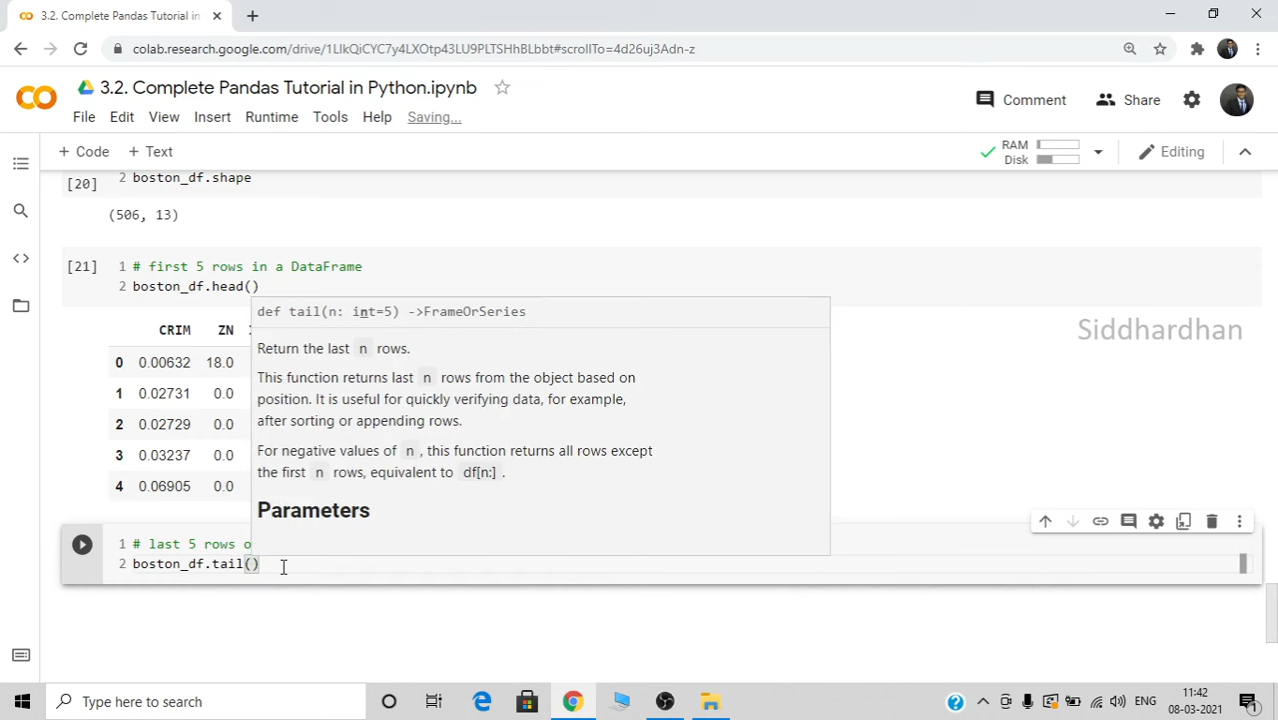 3.2. Complete Pandas Tutorial in
colab.research.google.com/drive/1LIkQiCYC7y4LXOtp43LU9PLTSHhBLbbt#scrollTo=4d26uj3Adn-z
3.2. Complete Pandas Tutorial in Python.ipynb
Comment
Share
File Edit View Insert Runtime Tools Help Saving...
+ Code + Text
RAM
Disk
Editing
[20]
2 boston_df.shape
(506, 13)
[21]
1 # first 5 rows in a DataFrame
2 boston_df.head()
def tail(n: int=5) ->FrameOrSeries
CRIM ZN
Siddhardhan
Return the last n rows.
0 0.00632 18.0
This function returns last n rows from the object based on
1 0.02731 0.0
position. It is useful for quickly verifying data, for example,
2 0.02729 0.0
after sorting or appending rows.
3 0.03237 0.0
For negative values of n, this function returns all rows except
the first n rows, equivalent to df[n:] .
4 0.06905 0.0
Parameters
1 # last 5 rows o
2 boston_df.tail()
Type here to search
ENG
11:42
08-03-2021